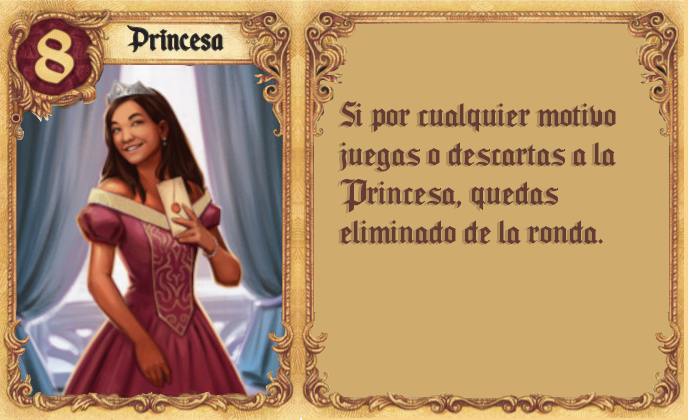 8
Princesa
Si por cualquier motivo
juegas o descartas a la
Princesa, quedas
eliminado de la ronda.